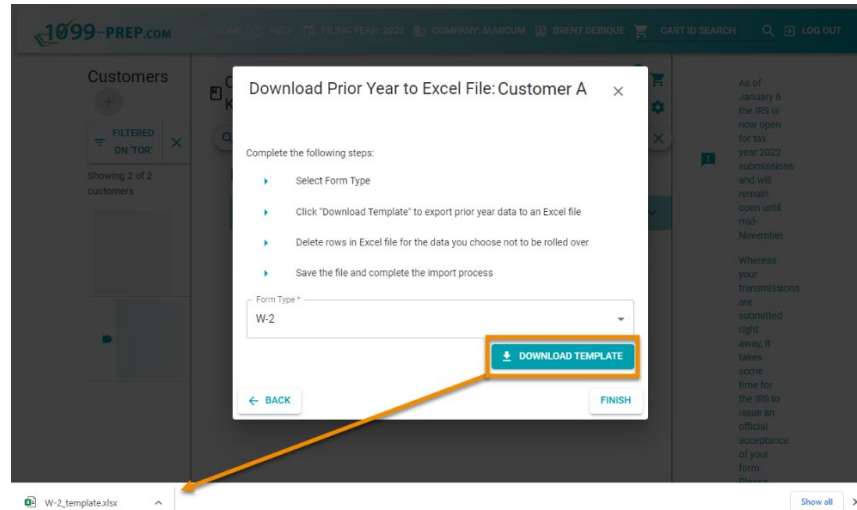 1099-PREP.COM
HOME HELP FILING YEAR: 2022 COMPANY: MARCUM BRENT DEBIQUE CART ID SEARCH LOG OUT
Customers
FILTERED
ON 'TOR'
Showing 2 of 2
customers
Download Prior Year to Excel File: Customer A
Complete the following steps:
Select Form Type
Click "Download Template" to export prior year data to an Excel file
Delete rows in Excel file for the data you choose not to be rolled over
Save the file and complete the import process
Form Type *
W-2
DOWNLOAD TEMPLATE
BACK
FINISH
As of
January 6
the IRS is
now open
for tax
year 2022
submissions
and will
remain
open until
mid-
November.
Whereas
your
transmissions
are
submitted
right
away, it
takes
some
time for
the IRS to
issue an
official
acceptance
of your
form.
Please
W-2_template.xlsx
Show all